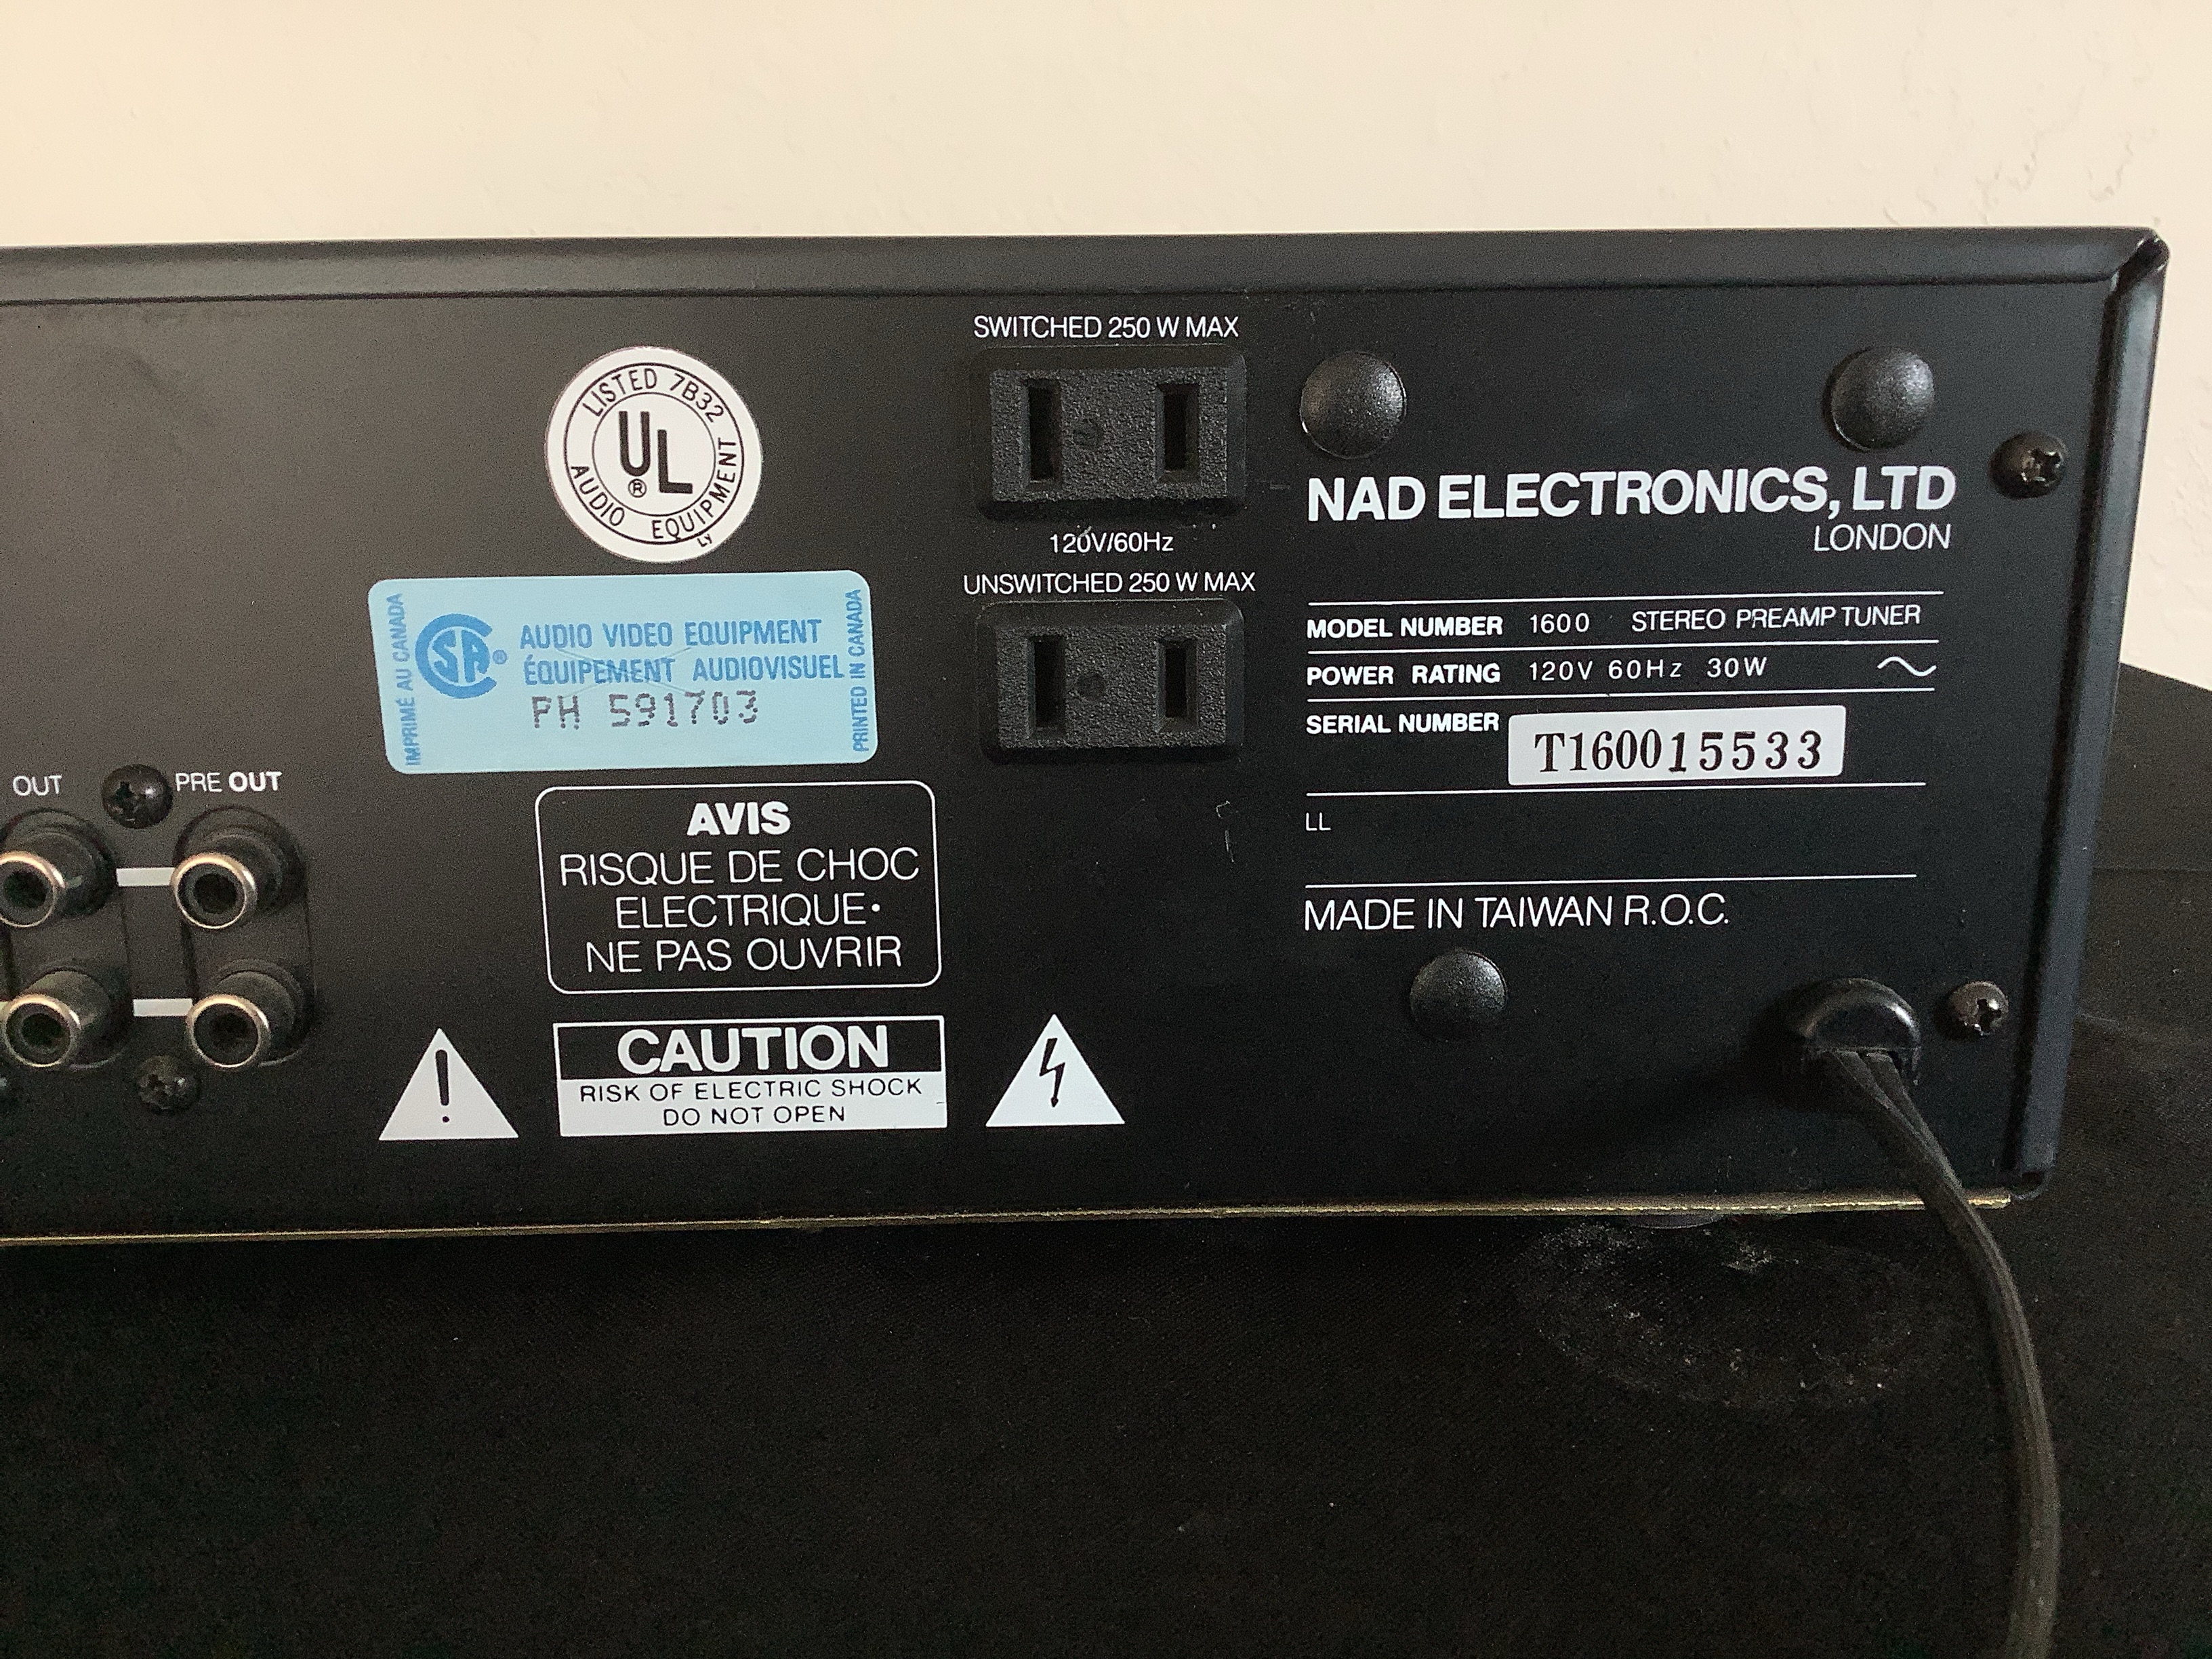 SWITCHED 250 W MAX
120V/60Hz
UNSWITCHED 250 W MAX
LISTED 7B32
UL®
AUDIO EQUIPMENT
LY
IMPRIMÉ AU CANADA
SA®
AUDIO VIDEO EQUIPMENT
ÉQUIPEMENT AUDIOVISUEL
PH 591703
PRINTED IN CANADA
OUT
PRE OUT
AVIS
RISQUE DE CHOC
ELECTRIQUE•
NE PAS OUVRIR
!
CAUTION
RISK OF ELECTRIC SHOCK
DO NOT OPEN
NAD ELECTRONICS, LTD
LONDON
MODEL NUMBER 1600 STEREO PREAMP TUNER
POWER RATING 120V 60Hz 30W ~
SERIAL NUMBER T160015533
LL
MADE IN TAIWAN R.O.C.